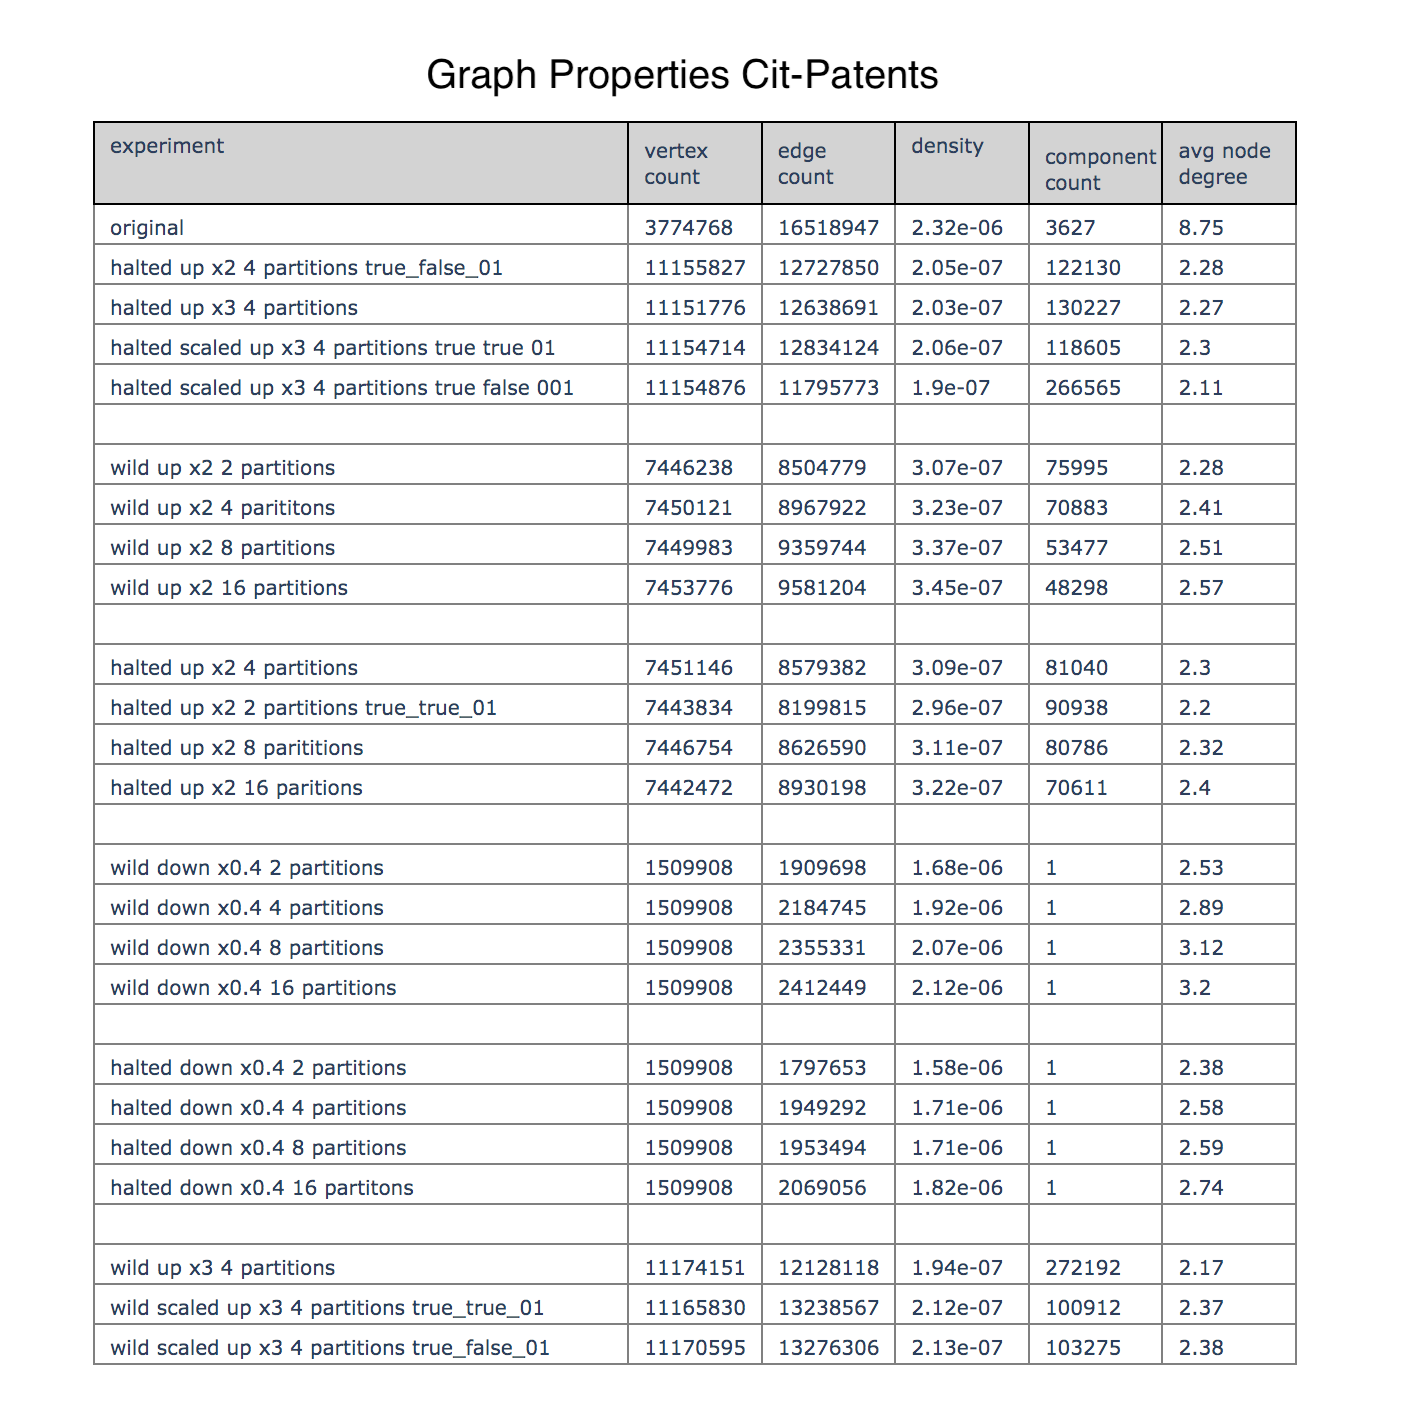 Graph Properties Cit-Patents
experiment vertex count edge count density component count avg node degree
original 3774768 16518947 2.32e-06 3627 8.75
halted up x2 4 partitions true_false_01 11155827 12727850 2.05e-07 122130 2.28
halted up x3 4 partitions 11151776 12638691 2.03e-07 130227 2.27
halted scaled up x3 4 partitions true true 01 11154714 12834124 2.06e-07 118605 2.3
halted scaled up x3 4 partitions true false 001 11154876 11795773 1.9e-07 266565 2.11
wild up x2 2 partitions 7446238 8504779 3.07e-07 75995 2.28
wild up x2 4 parititons 7450121 8967922 3.23e-07 70883 2.41
wild up x2 8 partitions 7449983 9359744 3.37e-07 53477 2.51
wild up x2 16 partitions 7453776 9581204 3.45e-07 48298 2.57
halted up x2 4 partitions 7451146 8579382 3.09e-07 81040 2.3
halted up x2 2 partitions true_true_01 7443834 8199815 2.96e-07 90938 2.2
halted up x2 8 parititions 7446754 8626590 3.11e-07 80786 2.32
halted up x2 16 paritions 7442472 8930198 3.22e-07 70611 2.4
wild down x0.4 2 partitions 1509908 1909698 1.68e-06 1 2.53
wild down x0.4 4 partitions 1509908 2184745 1.92e-06 1 2.89
wild down x0.4 8 partitions 1509908 2355331 2.07e-06 1 3.12
wild down x0.4 16 partitions 1509908 2412449 2.12e-06 1 3.2
halted down x0.4 2 partitions 1509908 1797653 1.58e-06 1 2.38
halted down x0.4 4 partitions 1509908 1949292 1.71e-06 1 2.58
halted down x0.4 8 partitions 1509908 1953494 1.71e-06 1 2.59
halted down x0.4 16 partitons 1509908 2069056 1.82e-06 1 2.74
wild up x3 4 partitions 11174151 12128118 1.94e-07 272192 2.17
wild scaled up x3 4 partitions true_true_01 11165830 13238567 2.12e-07 100912 2.37
wild scaled up x3 4 partitions true_false_01 11170595 13276306 2.13e-07 103275 2.38